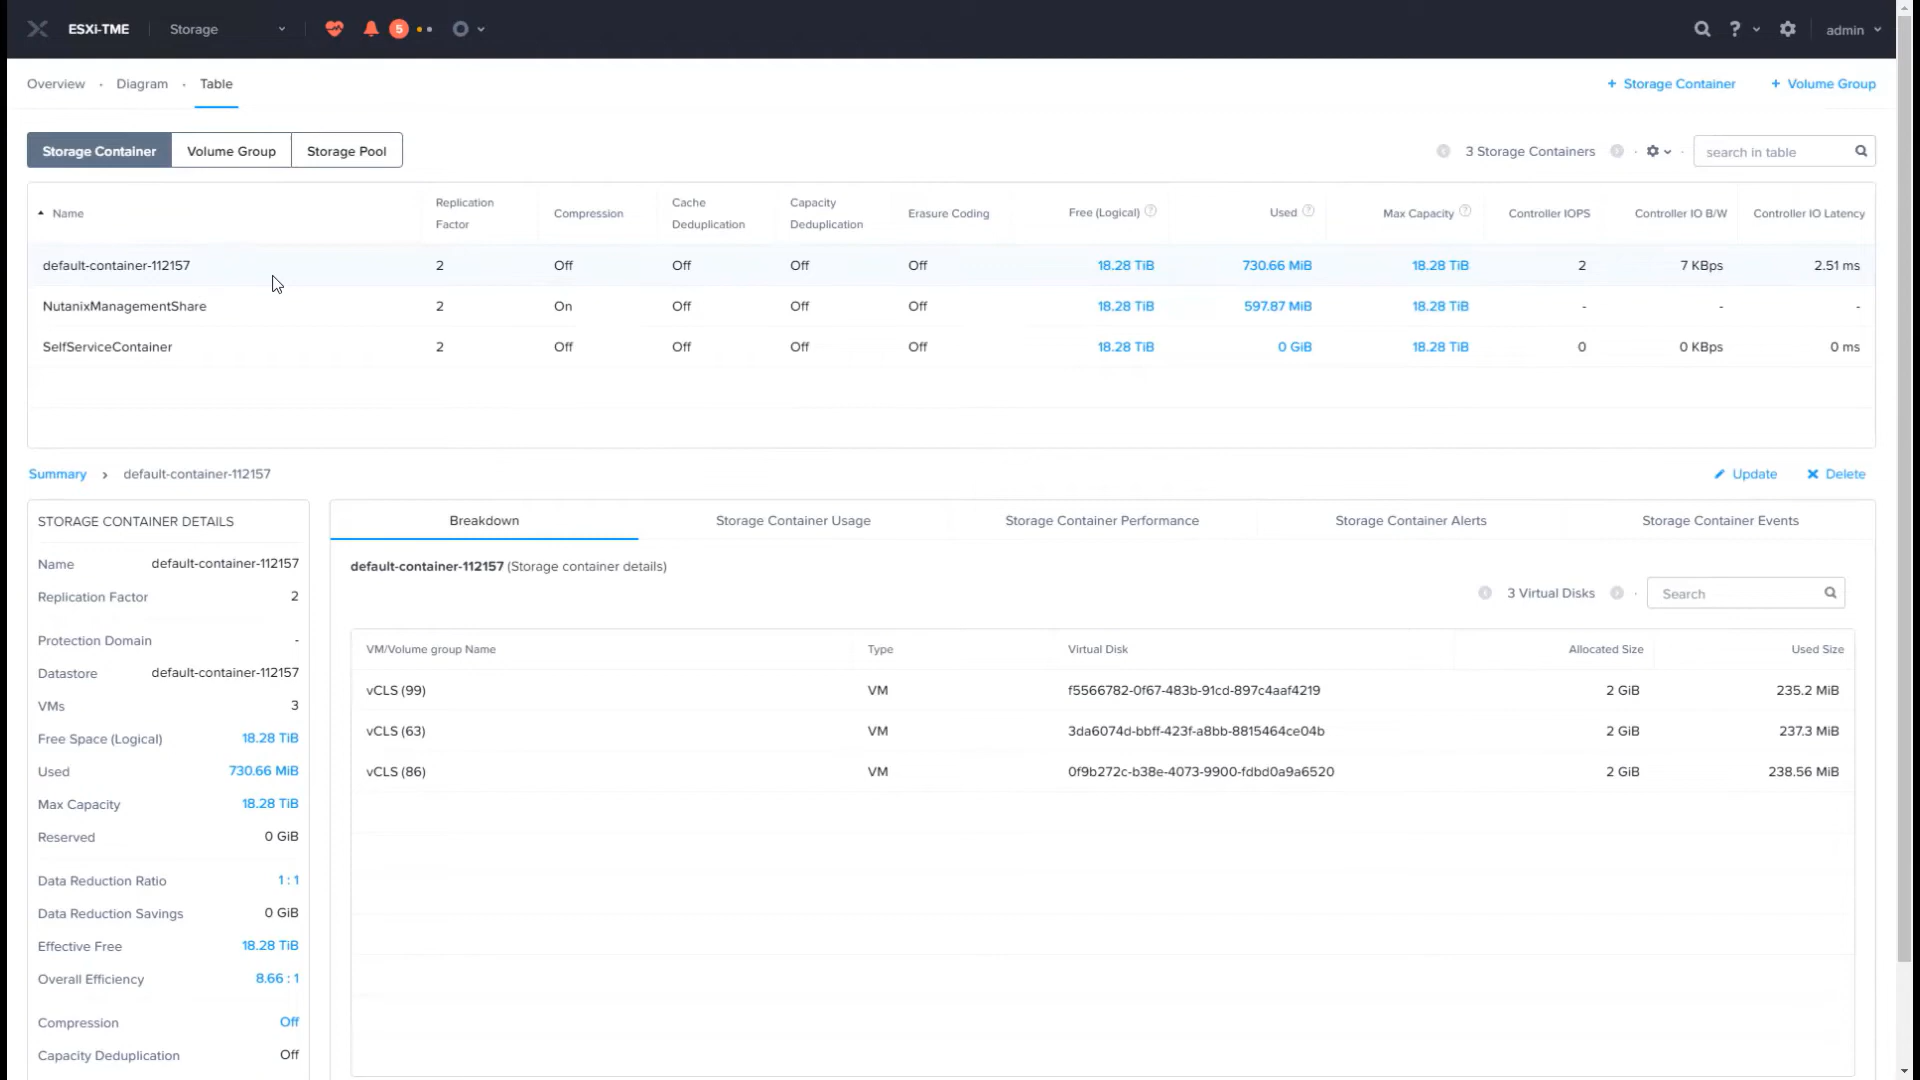 ESXi-TME Storage 5 ? admin
Overview · Diagram · Table + Storage Container + Volume Group
Storage Container Volume Group Storage Pool 3 Storage Containers · · search in table
Name Replication Factor Compression Cache Deduplication Capacity Deduplication Erasure Coding Free (Logical) ? Used ? Max Capacity ? Controller IOPS Controller IO B/W Controller IO Latency
default-container-112157 2 Off Off Off Off 18.28 TiB 730.66 MiB 18.28 TiB 2 7 KBps 2.51 ms
NutanixManagementShare 2 On Off Off Off 18.28 TiB 597.87 MiB 18.28 TiB - - -
SelfServiceContainer 2 Off Off Off Off 18.28 TiB 0 GiB 18.28 TiB 0 0 KBps 0 ms
Summary > default-container-112157 Update Delete
STORAGE CONTAINER DETAILS
Name default-container-112157
Replication Factor 2
Protection Domain -
Datastore default-container-112157
VMs 3
Free Space (Logical) 18.28 TiB
Used 730.66 MiB
Max Capacity 18.28 TiB
Reserved 0 GiB
Data Reduction Ratio 1 : 1
Data Reduction Savings 0 GiB
Effective Free 18.28 TiB
Overall Efficiency 8.66 : 1
Compression Off
Capacity Deduplication Off
Breakdown Storage Container Usage Storage Container Performance Storage Container Alerts Storage Container Events
default-container-112157 (Storage container details)
3 Virtual Disks · Search
VM/Volume group Name Type Virtual Disk Allocated Size Used Size
vCLS (99) VM f5566782-0f67-483b-91cd-897c4aaf4219 2 GiB 235.2 MiB
vCLS (63) VM 3da6074d-bbff-423f-a8bb-8815464ce04b 2 GiB 237.3 MiB
vCLS (86) VM 0f9b272c-b38e-4073-9900-fdbd0a9a6520 2 GiB 238.56 MiB